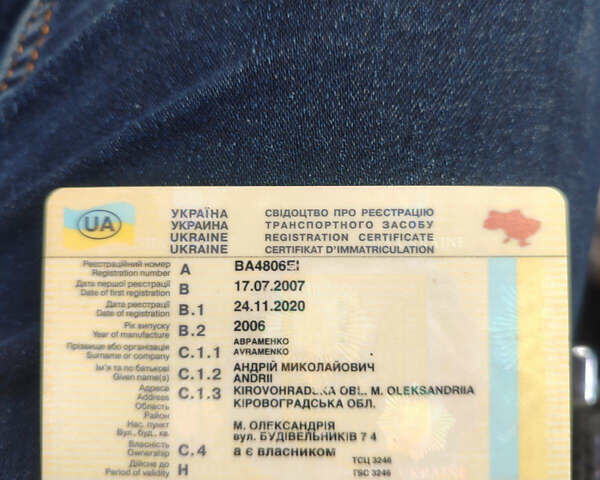 UA
УКРАЇНА СВІДОЦТВО ПРО РЕЄСТРАЦІЮ
УКРАИНА ТРАНСПОРТНОГО ЗАСОБУ
UKRAINE REGISTRATION CERTIFICATE
UKRAINE CERTIFIKAT D'IMMATRICULATION
Реєстраційний номер
Registration number A BA4806EI
Дата першої реєстрації
Date of first registration B 17.07.2007
Дата реєстрації
Date of registration B.1 24.11.2020
Рік випуску
Year of manufacture B.2 2006
Прізвище або організація АВРАМЕНКО
Surname or company C.1.1 AVRAMENKO
Ім'я та по батькові АНДРІЙ МИКОЛАЙОВИЧ
Given name(s) C.1.2 ANDRII
Адреса
Address C.1.3 KIROVOHRADSKA OBL. M. OLEKSANDRIIA
Область КІРОВОГРАДСЬКА ОБЛ.
Район
Нас. пункт М. ОЛЕКСАНДРІЯ
Вул., буд., кв. вул. БУДІВЕЛЬНИКІВ 7 4
Власність
Ownership C.4 а є власником
Дійсне до ТСЦ 3246
Period of validity H TSC 3246